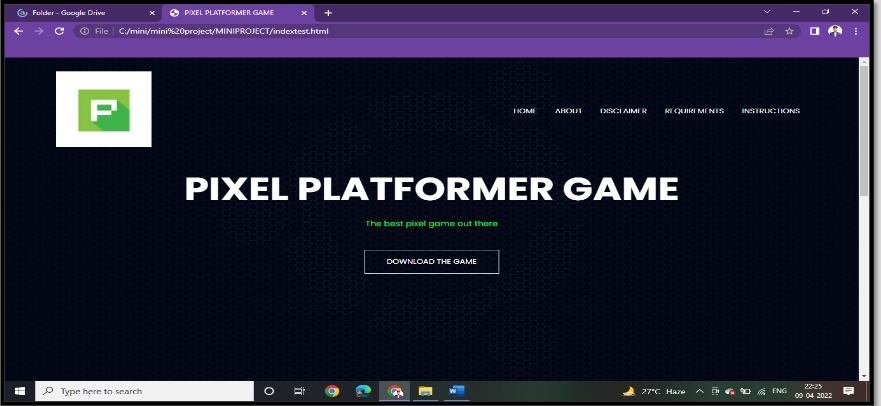 Folder - Google Drive
PIXEL PLATFORMER GAME
File
C:/mini/mini%20project/MINIPROJECT/indextest.html
P
HOME ABOUT DISCLAIMER REQUIREMENTS INSTRUCTIONS
PIXEL PLATFORMER GAME
The best pixel game out there
DOWNLOAD THE GAME
Type here to search
27°C Haze
ENG
22:25
09-04-2022